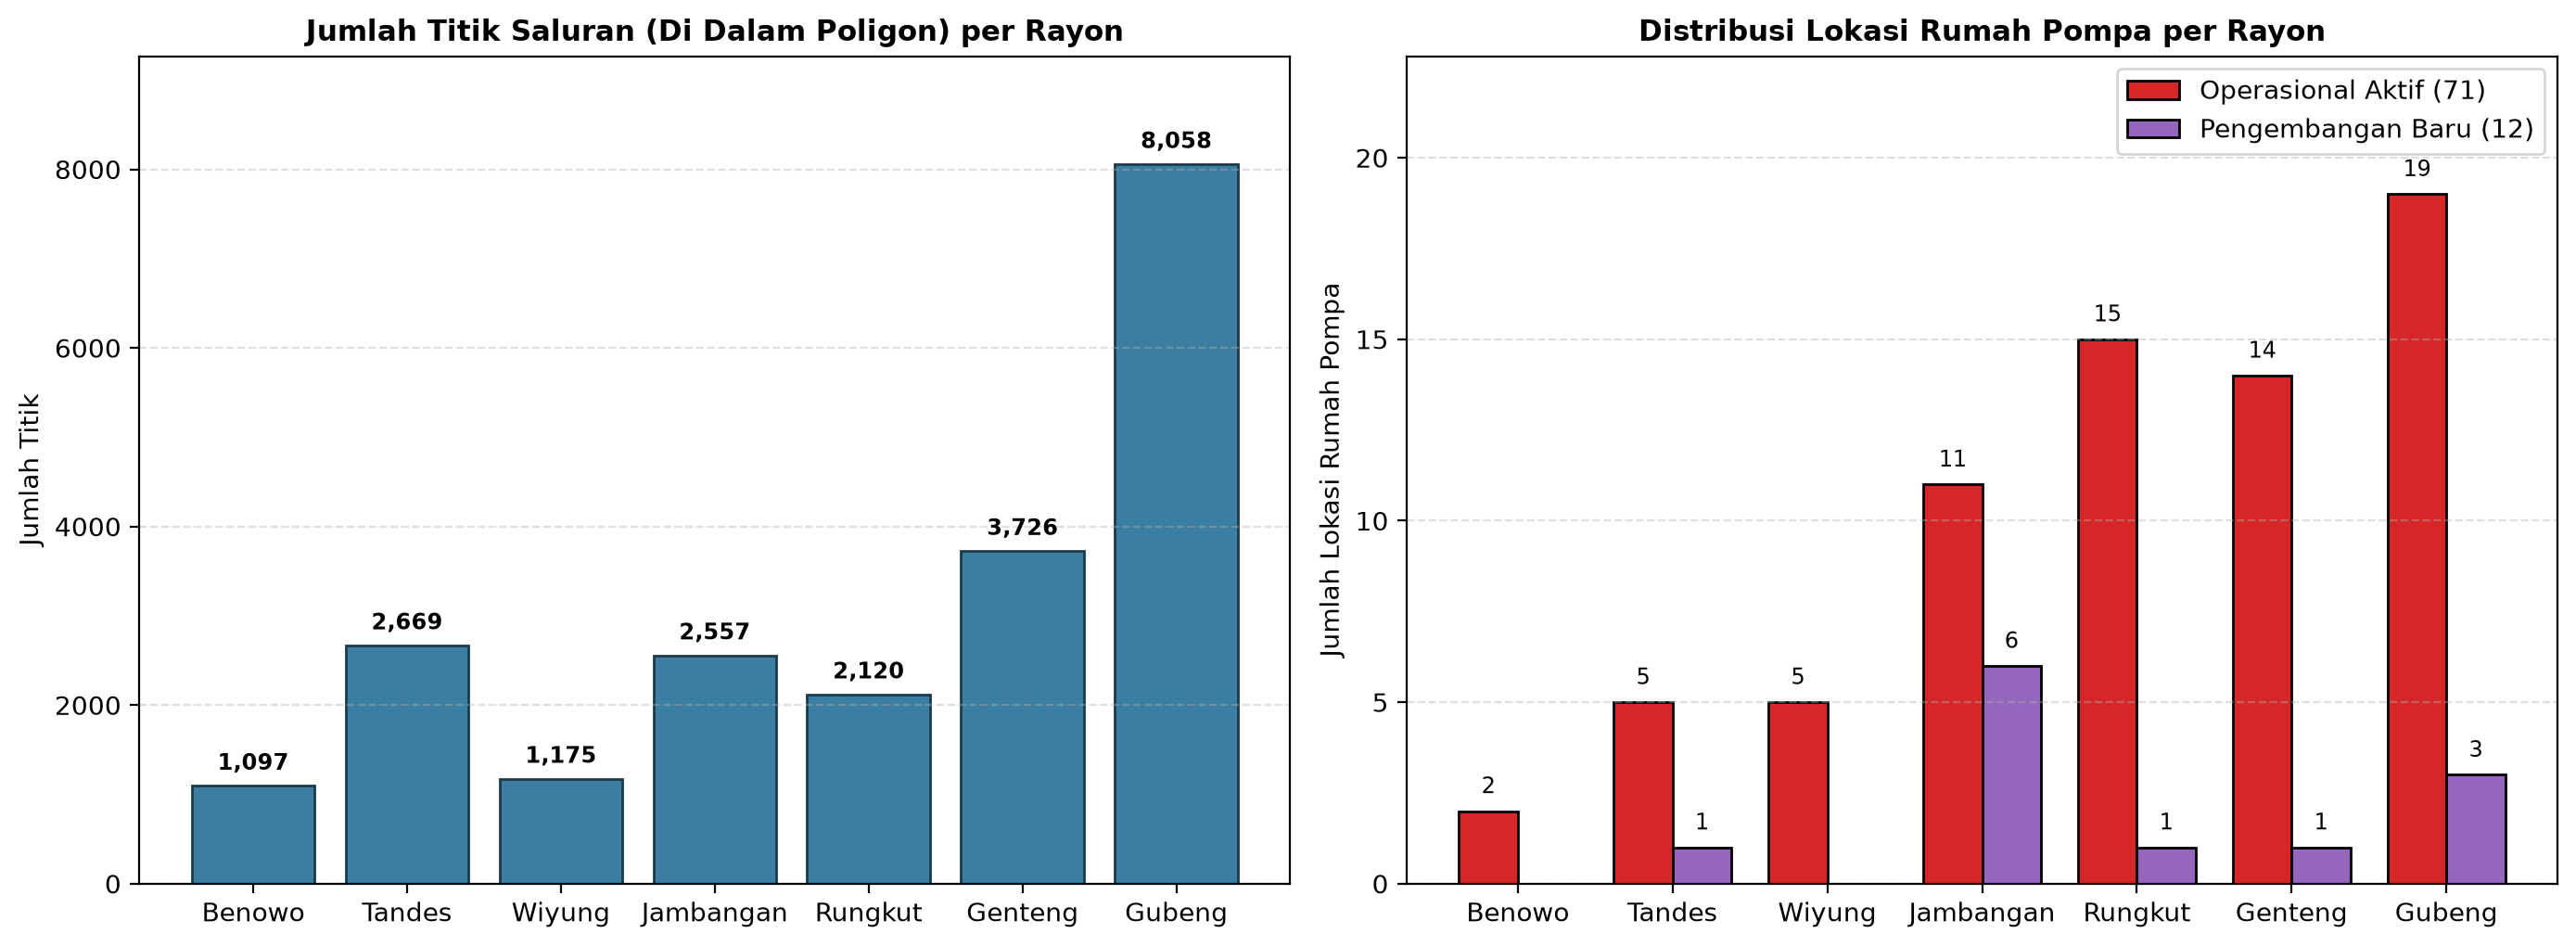 Jumlah Titik Saluran (Di Dalam Poligon) per Rayon
Jumlah Titik
8000
6000
4000
2000
0
1,097
2,669
1,175
2,557
2,120
3,726
8,058
Benowo
Tandes
Wiyung
Jambangan
Rungkut
Genteng
Gubeng
Distribusi Lokasi Rumah Pompa per Rayon
Operasional Aktif (71)
Pengembangan Baru (12)
Jumlah Lokasi Rumah Pompa
20
15
10
5
0
2
5
1
5
11
6
15
1
14
1
19
3
Benowo
Tandes
Wiyung
Jambangan
Rungkut
Genteng
Gubeng